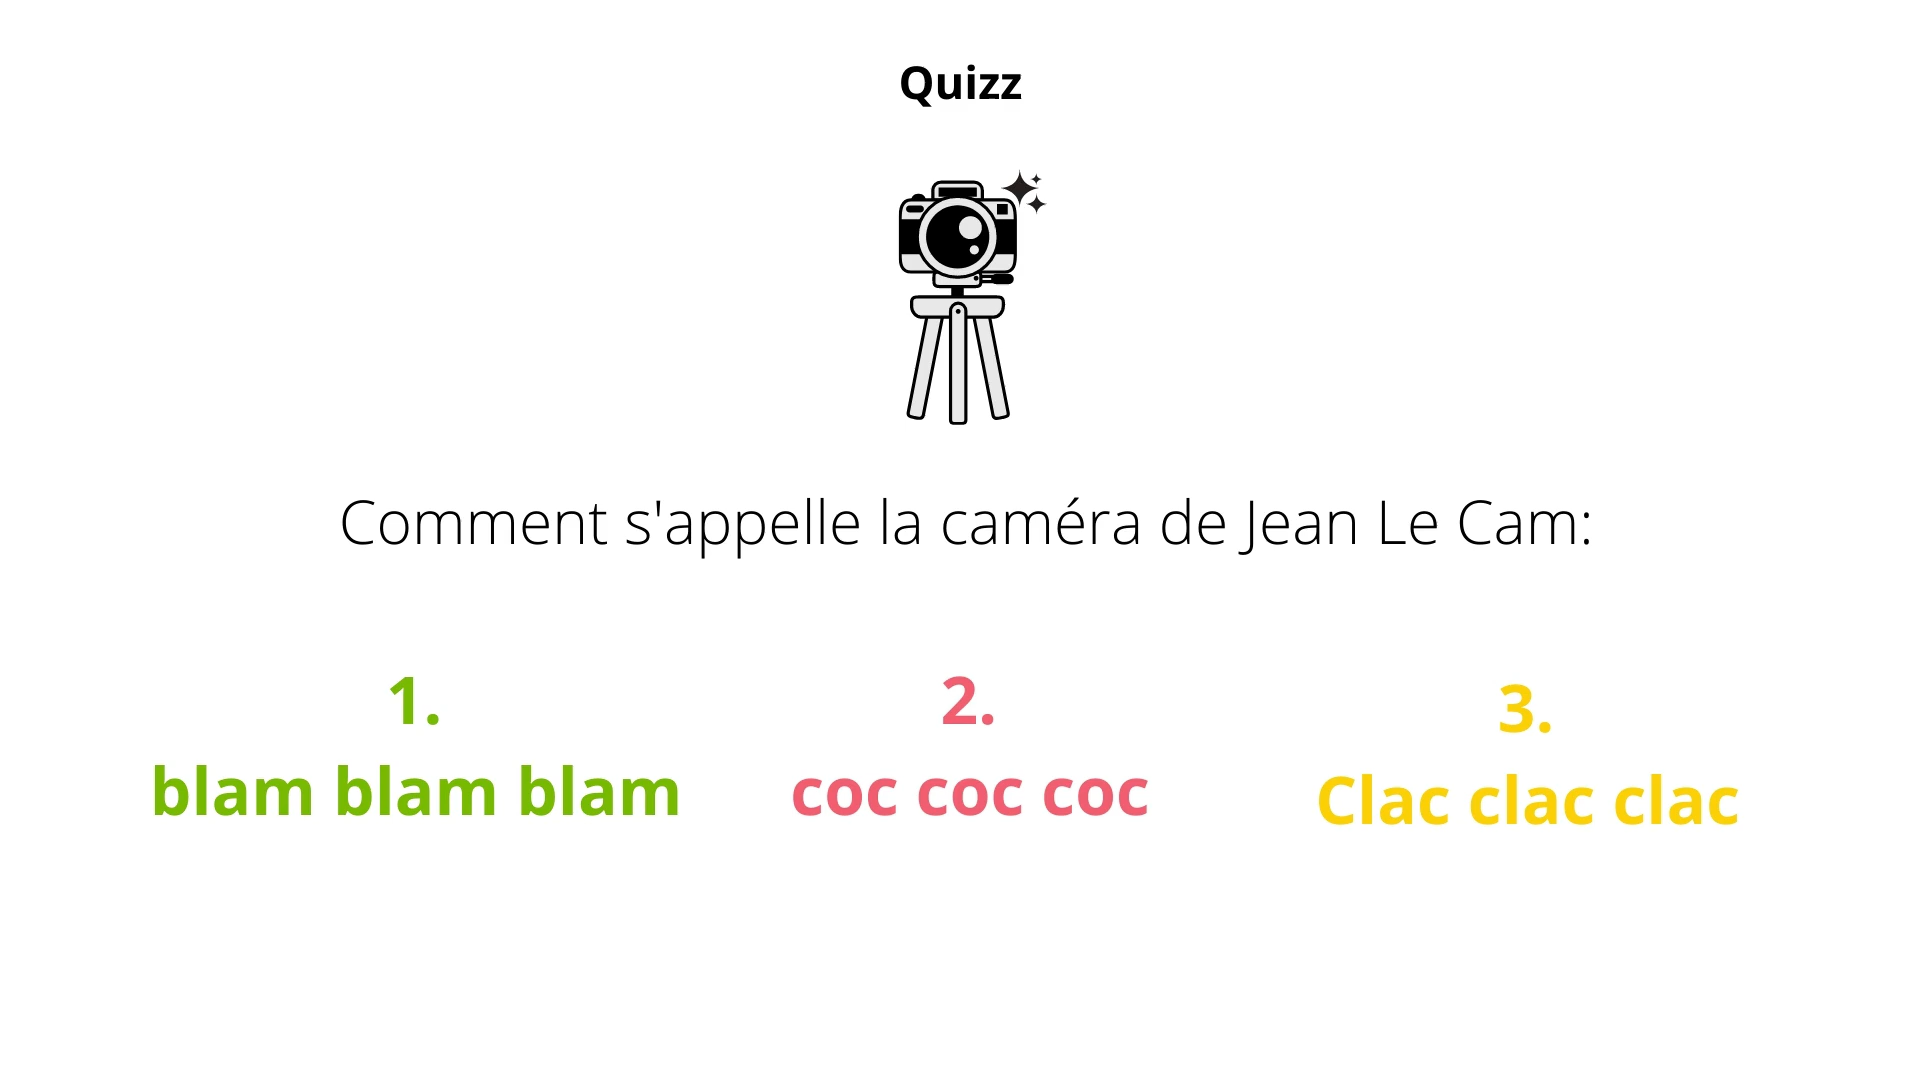 Quizz
Comment s'appelle la caméra de Jean Le Cam:
1.
blam blam blam
2.
coc coc coc
3.
Clac clac clac